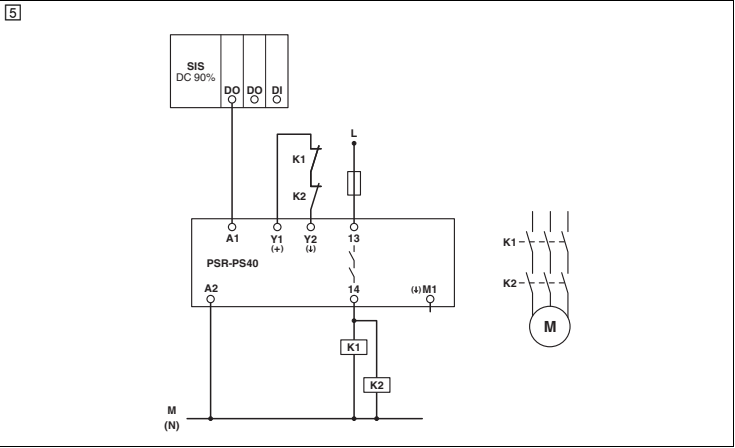 5
SIS
DC 90%
DO DO DI
L
K1
K2
A1 Y1 Y2 13
(+) (↓)
PSR-PS40
A2 14 (↓) M1
K1
K2
M
(N)
K1
K2
M